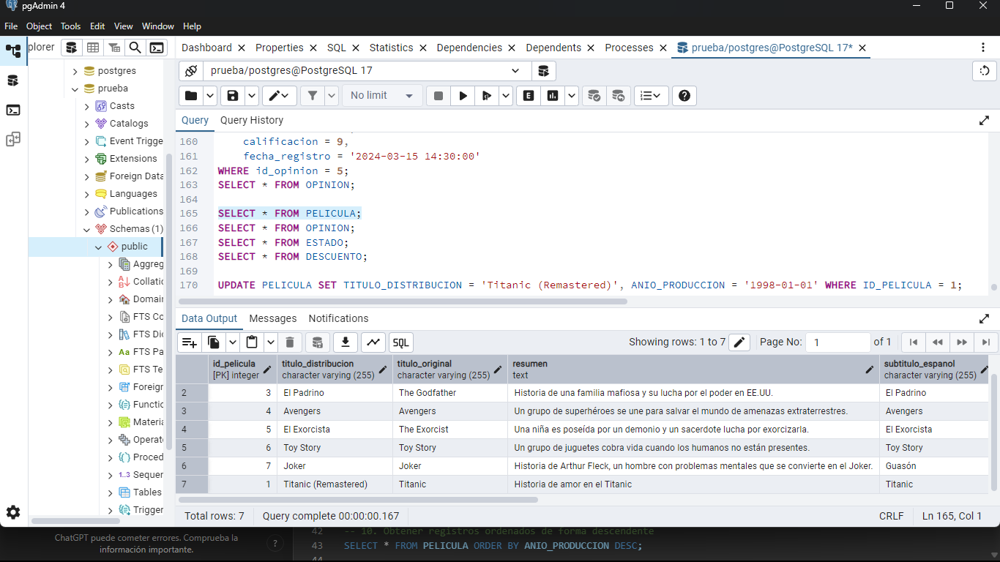 pgAdmin 4
File Object Tools Edit View Window Help
plorer
Dashboard Properties SQL Statistics Dependencies Dependents Processes prueba/postgres@PostgreSQL 17*
postgres
prueba
Casts
Catalogs
Event Trigge
Extensions
Foreign Data
Languages
Publications
Schemas (1)
public
Aggreg
Collatic
Domair
FTS Co
FTS Dic
FTS Pa
FTS Te
Foreigr
Functic
Materia
Operat
Proced
1..3 Sequer
Tables
Trigger
prueba/postgres@PostgreSQL 17
No limit
E
Query Query History
160 calificacion = 9,
161 fecha_registro = '2024-03-15 14:30:00'
162 WHERE id_opinion = 5;
163 SELECT * FROM OPINION;
164
165 SELECT * FROM PELICULA;
166 SELECT * FROM OPINION;
167 SELECT * FROM ESTADO;
168 SELECT * FROM DESCUENTO;
169
170 UPDATE PELICULA SET TITULO_DISTRIBUCION = 'Titanic (Remastered)', ANIO_PRODUCCION = '1998-01-01' WHERE ID_PELICULA = 1;
Data Output Messages Notifications
SQL Showing rows: 1 to 7 Page No: 1 of 1
id_pelicula titulo_distribucion titulo_original resumen subtitulo_espanol
[PK] integer character varying (255) character varying (255) text character varying (255)
2 3 El Padrino The Godfather Historia de una familia mafiosa y su lucha por el poder en EE.UU. El Padrino
3 4 Avengers Avengers Un grupo de superhéroes se une para salvar el mundo de amenazas extraterrestres. Avengers
4 5 El Exorcista The Exorcist Una niña es poseída por un demonio y un sacerdote lucha por exorcizarla. El Exorcista
5 6 Toy Story Toy Story Un grupo de juguetes cobra vida cuando los humanos no están presentes. Toy Story
6 7 Joker Joker Historia de Arthur Fleck, un hombre con problemas mentales que se convierte en el Joker. Guasón
7 1 Titanic (Remastered) Titanic Historia de amor en el Titanic Titanic
Total rows: 7 Query complete 00:00:00.167 CRLF Ln 165, Col 1
ChatGPT puede cometer errores. Comprueba la
información importante.
?
42 -- 10. Obtener registros ordenados de forma descendente
43 SELECT * FROM PELICULA ORDER BY ANIO_PRODUCCION DESC;
44